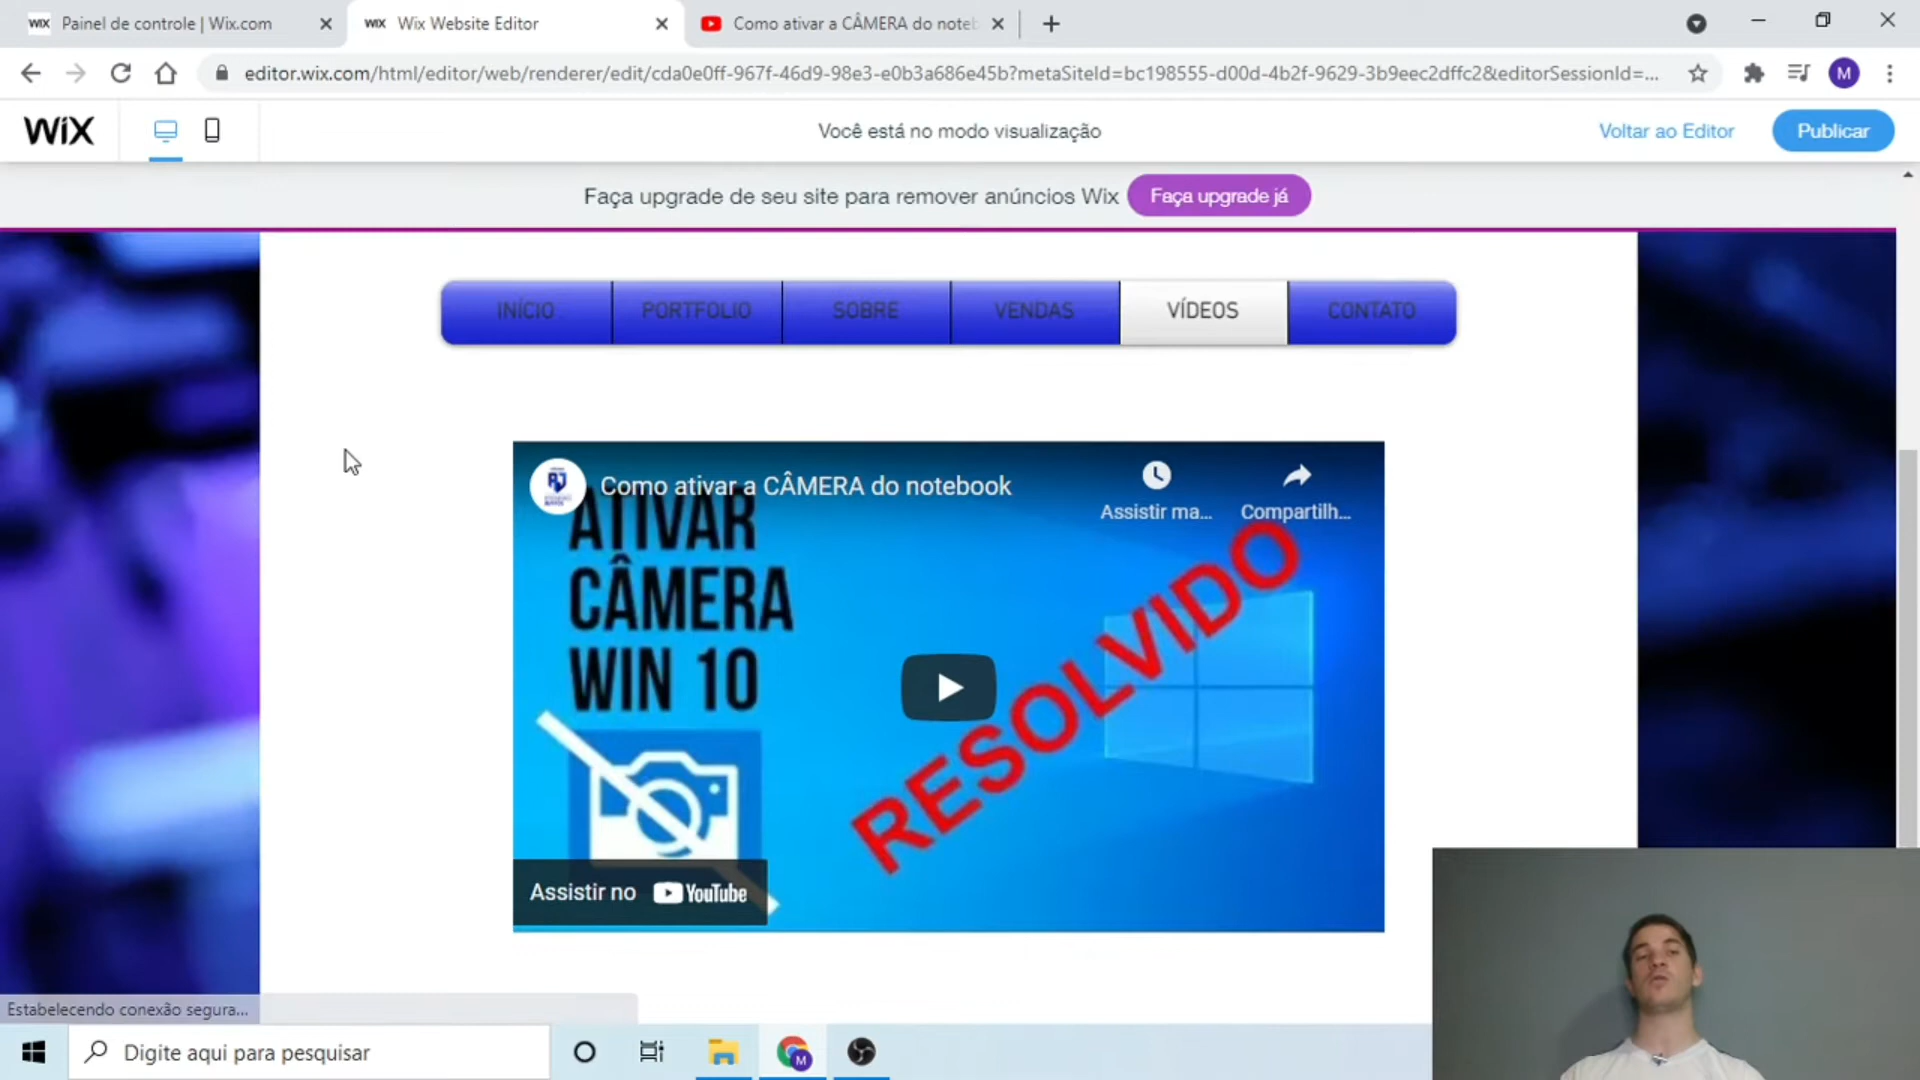 WiX Painel de controle | Wix.com
WiX Wix Website Editor
Como ativar a CÂMERA do noteb
editor.wix.com/html/editor/web/renderer/edit/cda0e0ff-967f-46d9-98e3-e0b3a686e45b?metaSiteId=bc198555-d00d-4b2f-9629-3b9eec2dffc2&editorSessionId=...
M
WiX
Você está no modo visualização
Voltar ao Editor
Publicar
Faça upgrade de seu site para remover anúncios Wix
Faça upgrade já
INÍCIO
PORTFOLIO
SOBRE
VENDAS
VÍDEOS
CONTATO
Como ativar a CÂMERA do notebook
Assistir ma...
Compartilh...
ATIVAR
CÂMERA
WIN 10
RESOLVIDO
Assistir no YouTube
Estabelecendo conexão segura...
Digite aqui para pesquisar
M